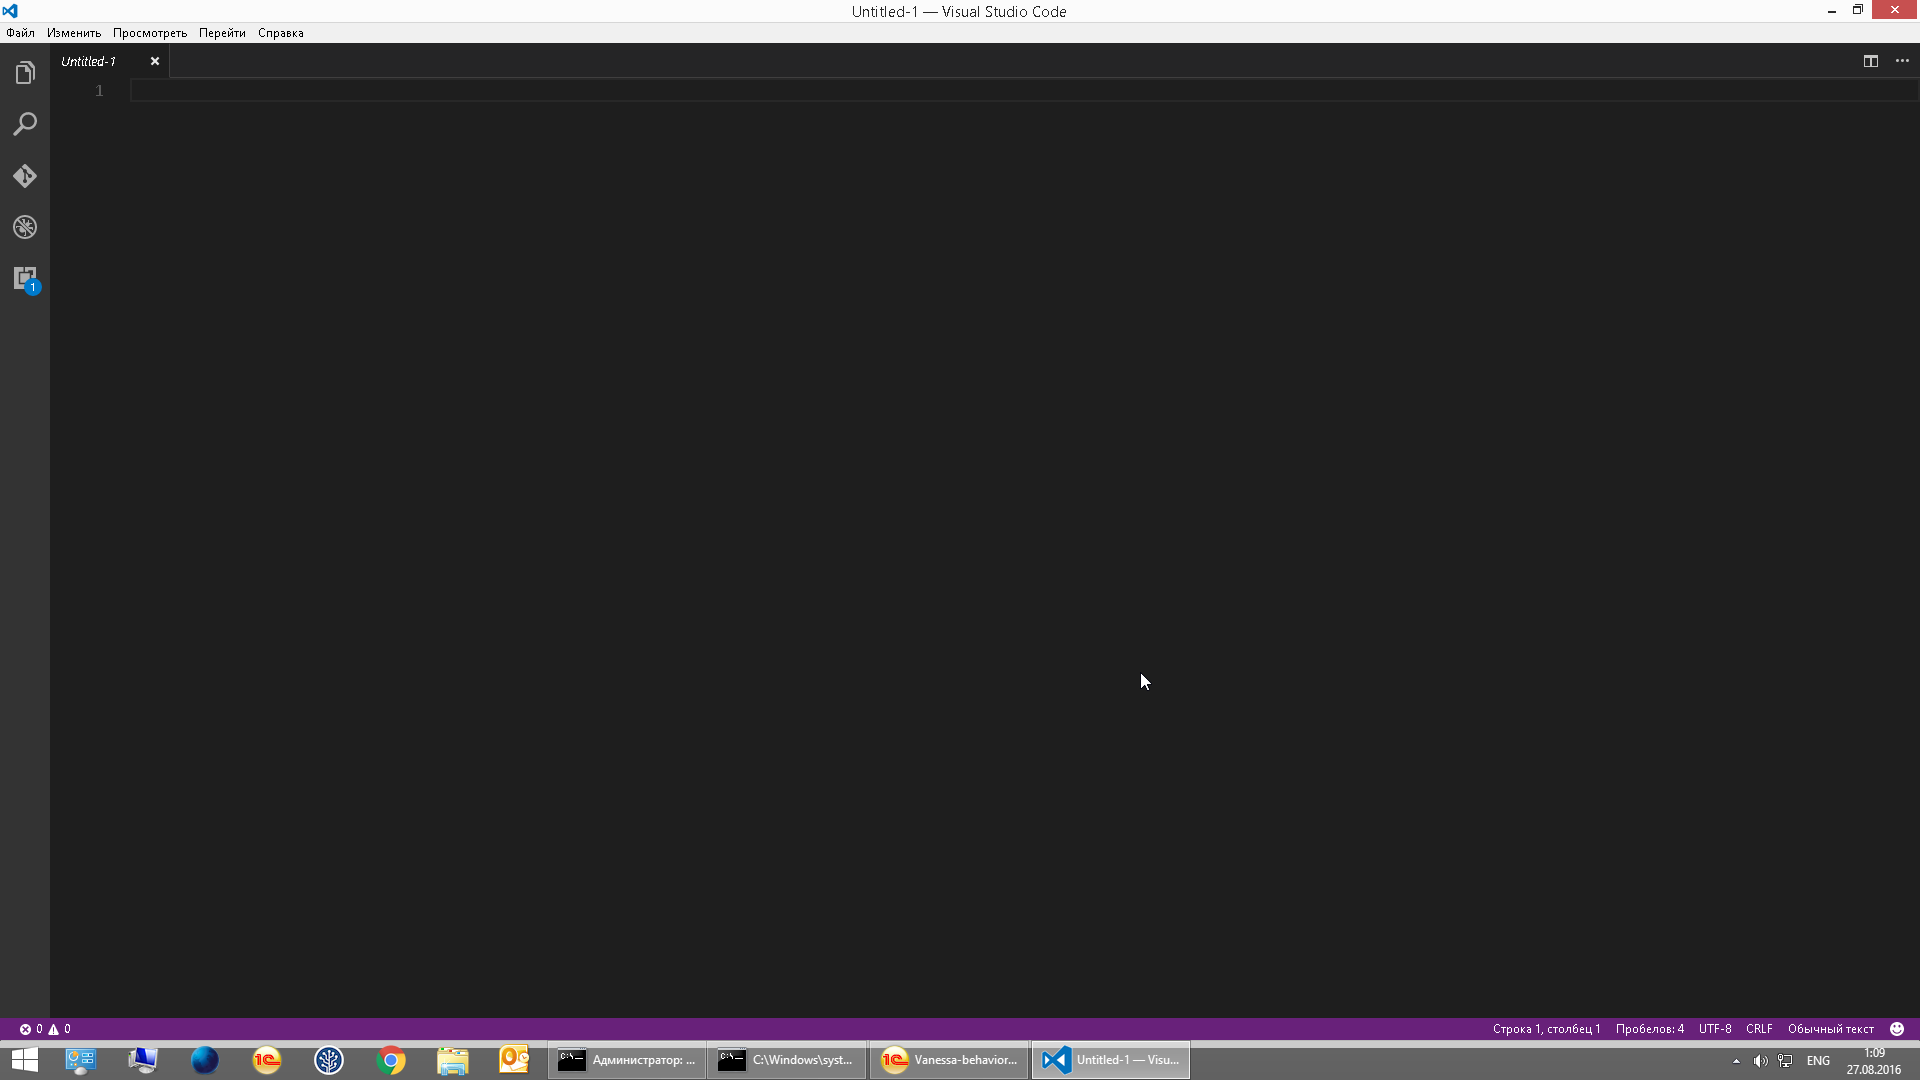 Untitled-1 — Visual Studio Code
Файл Изменить Просмотреть Перейти Справка
Untitled-1
1
1
0 0
Строка 1, столбец 1 Пробелов: 4 UTF-8 CRLF Обычный текст
Администратор: ...
C:\Windows\syst...
Vanessa-behavior...
Untitled-1 — Visu...
ENG
1:09
27.08.2016